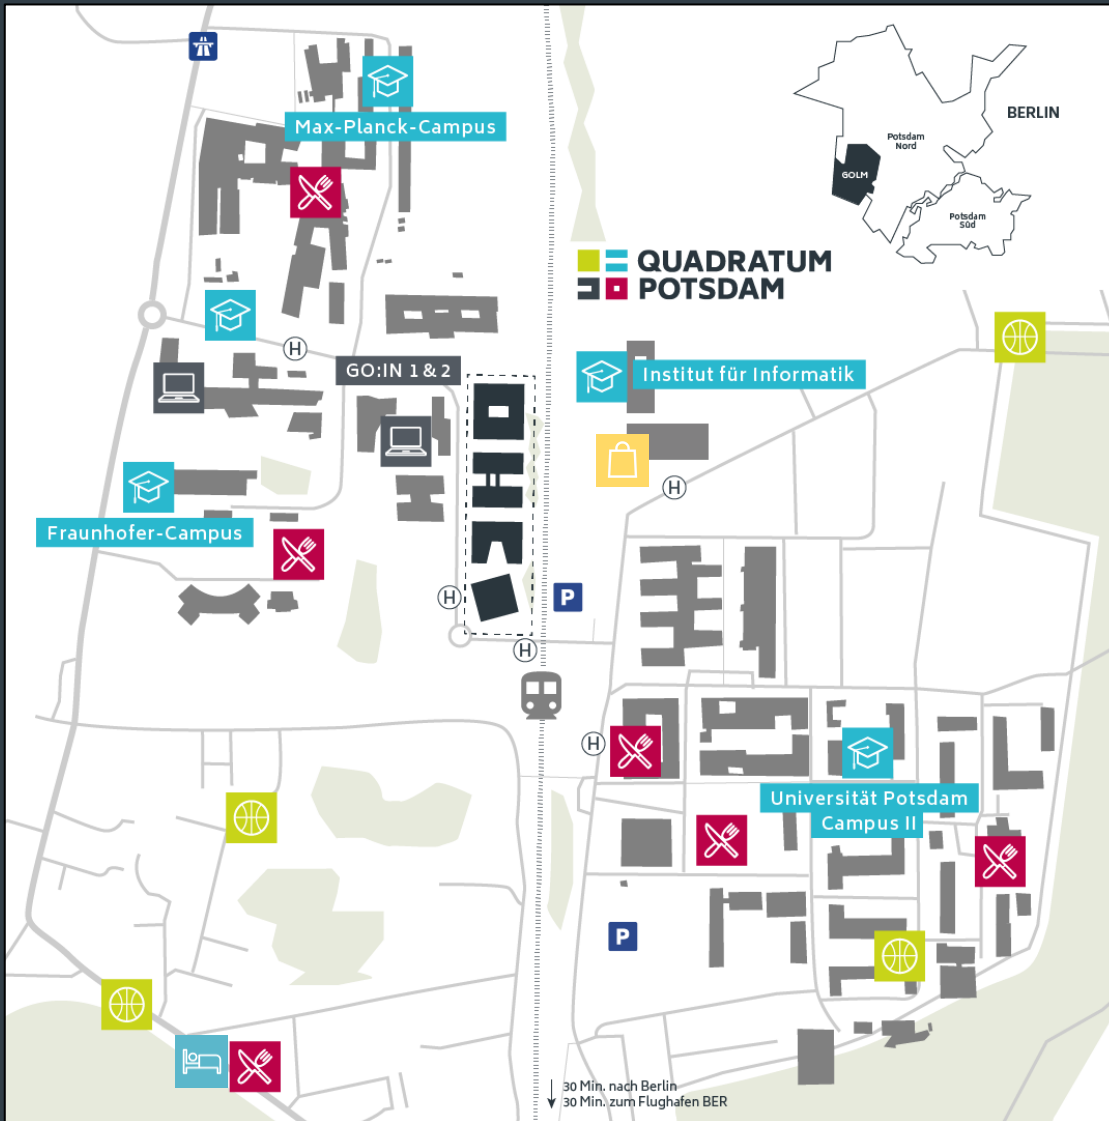 Max-Planck-Campus
BERLIN
Potsdam
Nord
GOLM
Potsdam
Süd
QUADRATUM
POTSDAM
H
GO:IN 1 & 2
Institut für Informatik
H
Fraunhofer-Campus
H
P
H
H
Universität Potsdam
Campus II
P
30 Min. nach Berlin
30 Min. zum Flughafen BER